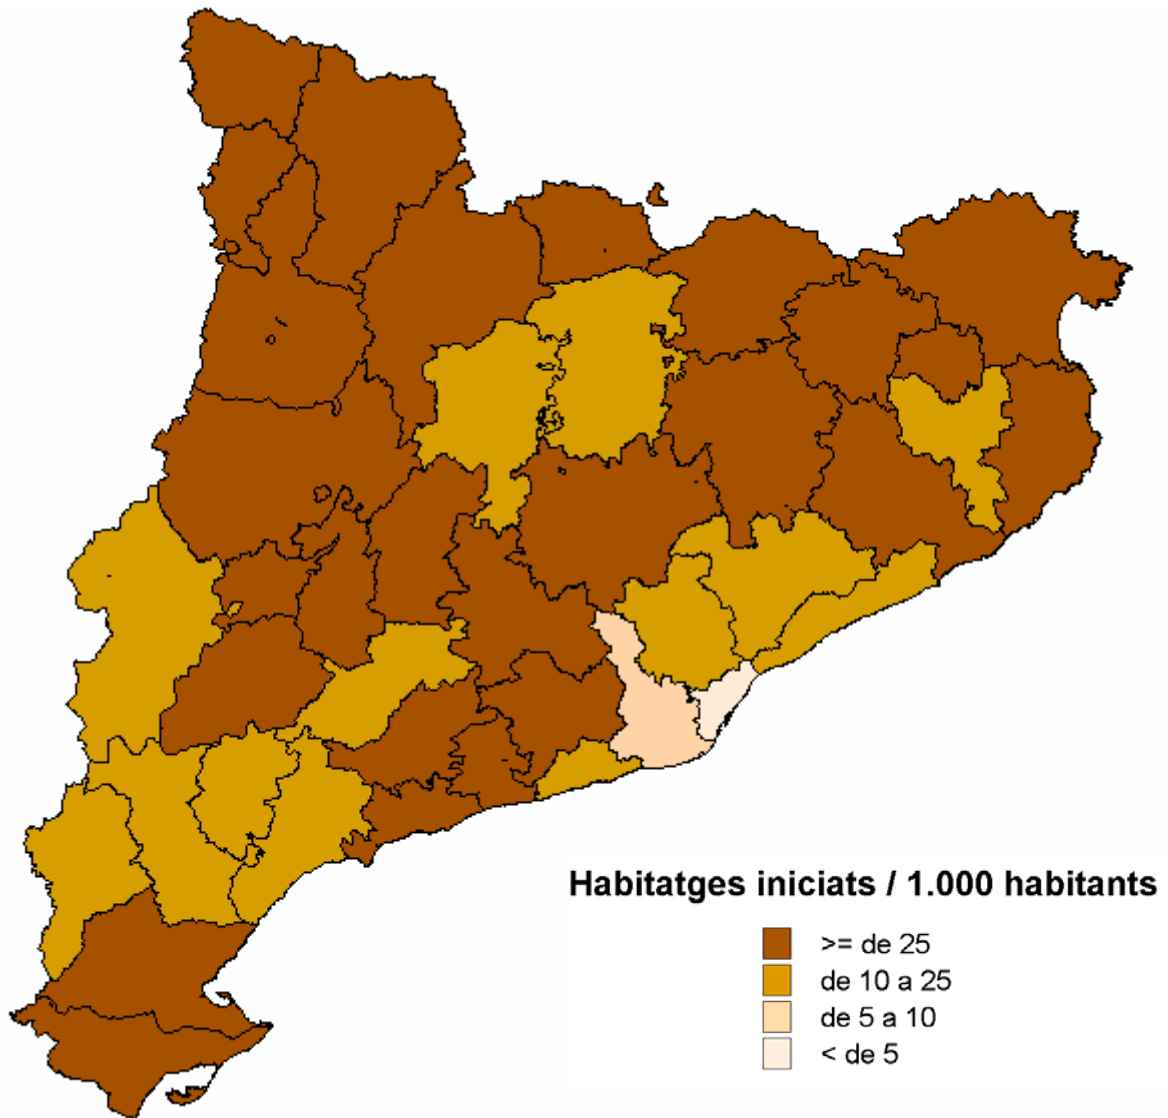 Habitatges iniciats / 1.000 habitants
>= de 25
de 10 a 25
de 5 a 10
< de 5